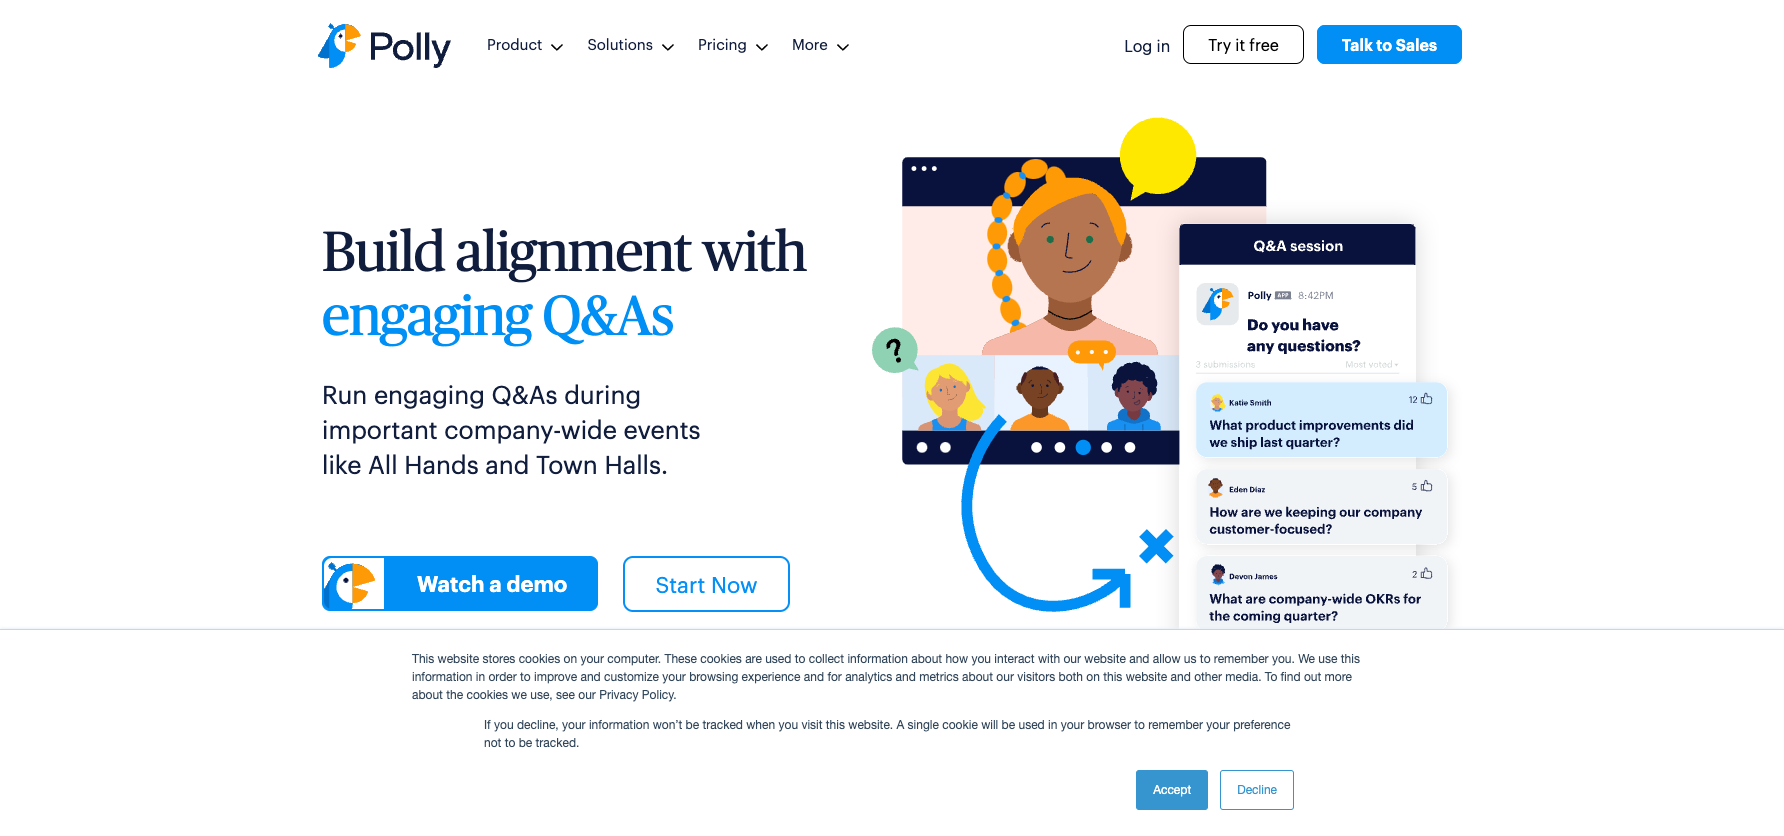 Polly
Product
Solutions
Pricing
More
Log in
Try it free
Talk to Sales
Build alignment with
engaging Q&As
Run engaging Q&As during
important company-wide events
like All Hands and Town Halls.
Watch a demo
Start Now
?
Q&A session
Polly APP 8:42PM
Do you have
any questions?
3 submissions
Most voted
Katie Smith
12
What product improvements did
we ship last quarter?
Eden Diaz
5
How are we keeping our company
customer-focused?
Devon James
2
What are company-wide OKRs for
the coming quarter?
This website stores cookies on your computer. These cookies are used to collect information about how you interact with our website and allow us to remember you. We use this
information in order to improve and customize your browsing experience and for analytics and metrics about our visitors both on this website and other media. To find out more
about the cookies we use, see our Privacy Policy.
If you decline, your information won't be tracked when you visit this website. A single cookie will be used in your browser to remember your preference
not to be tracked.
Accept
Decline